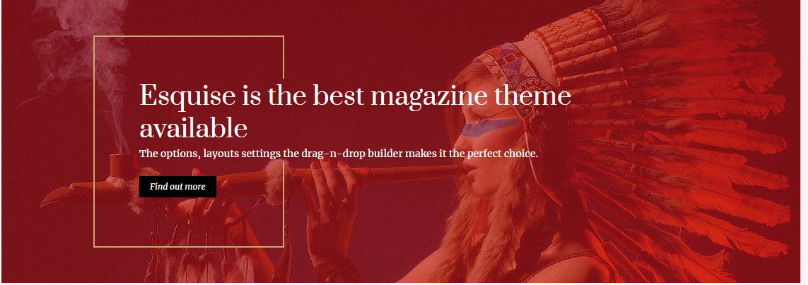 Esquise is the best magazine theme
available
The options, layouts settings the drag-n-drop builder makes it the perfect choice.
Find out more